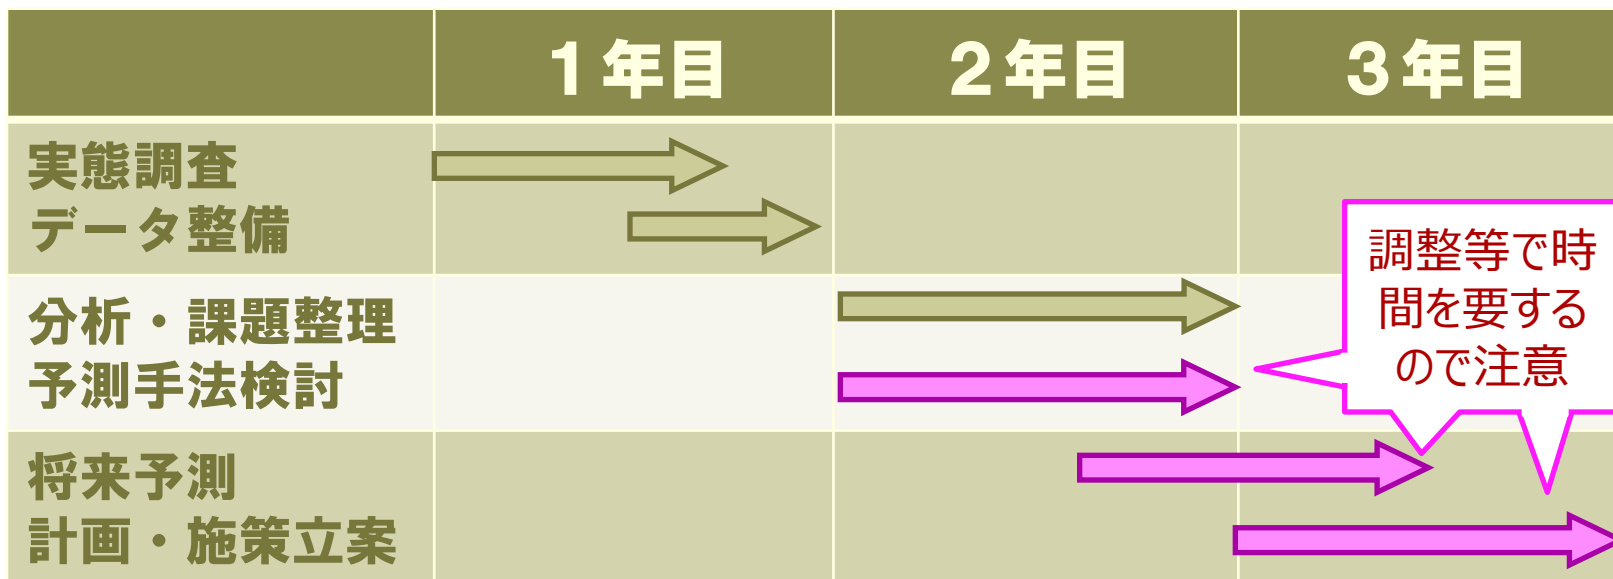 １年目
２年目
３年目
実態調査
データ整備
分析・課題整理
予測手法検討
将来予測
計画・施策立案
調整等で時
間を要する
ので注意